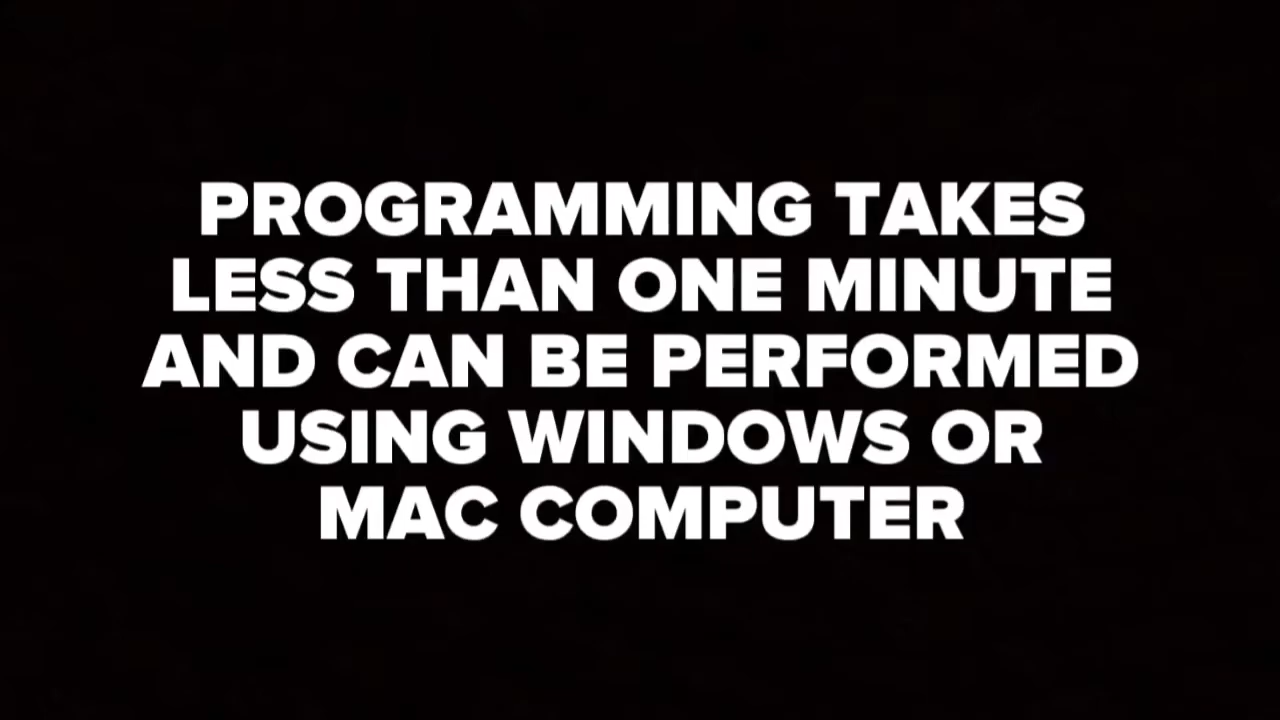 PROGRAMMING TAKES
LESS THAN ONE MINUTE
AND CAN BE PERFORMED
USING WINDOWS OR
MAC COMPUTER